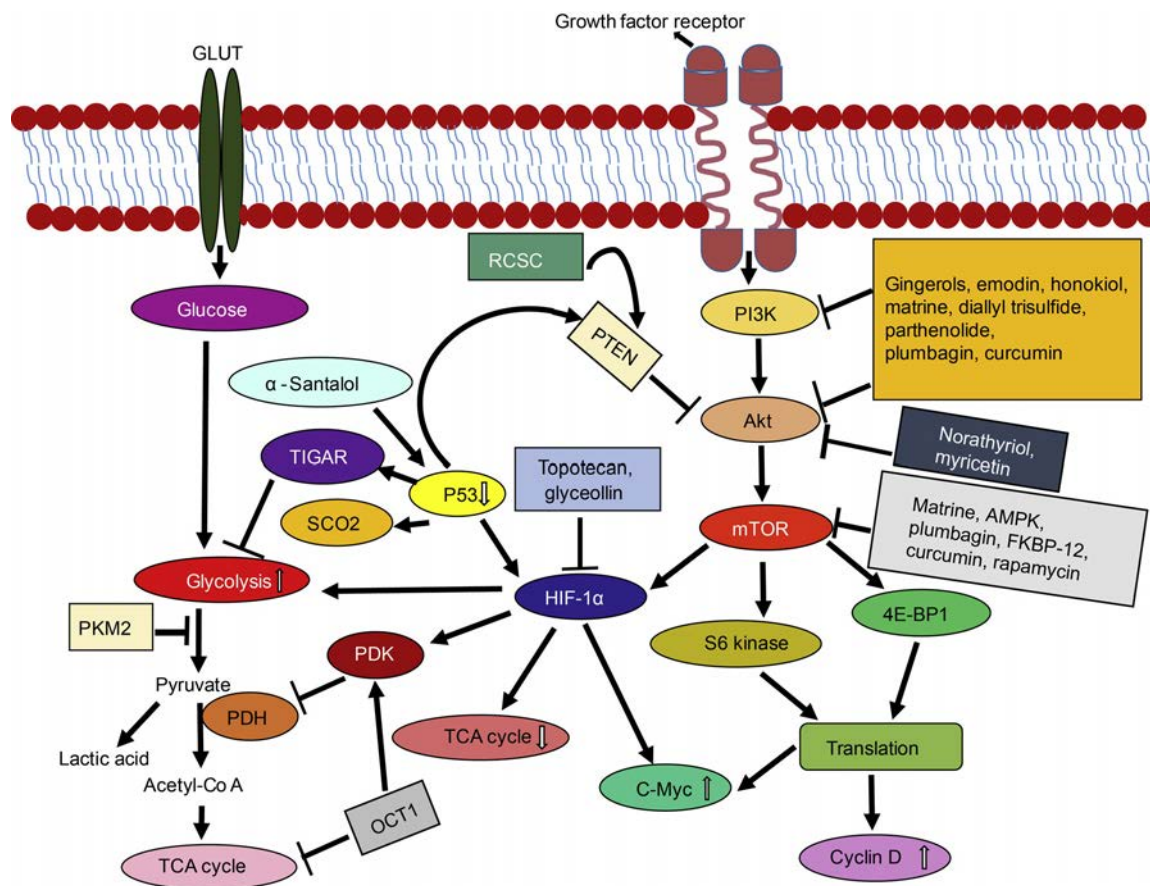 Growth factor receptor
GLUT
RCSC
Glucose
PI3K
Gingerols, emodin, honokiol,
matrine, diallyl trisulfide,
parthenolide,
plumbagin, curcumin
PTEN
α -Santalol
Akt
TIGAR
Topotecan,
glyceollin
Norathyriol,
myricetin
P53
SCO2
mTOR
Matrine, AMPK,
plumbagin, FKBP-12,
curcumin, rapamycin
Glycolysis
HIF-1α
4E-BP1
PKM2
S6 kinase
PDK
Pyruvate
PDH
TCA cycle
Translation
Lactic acid
Acetyl-Co A
C-Myc
OCT1
TCA cycle
Cyclin D